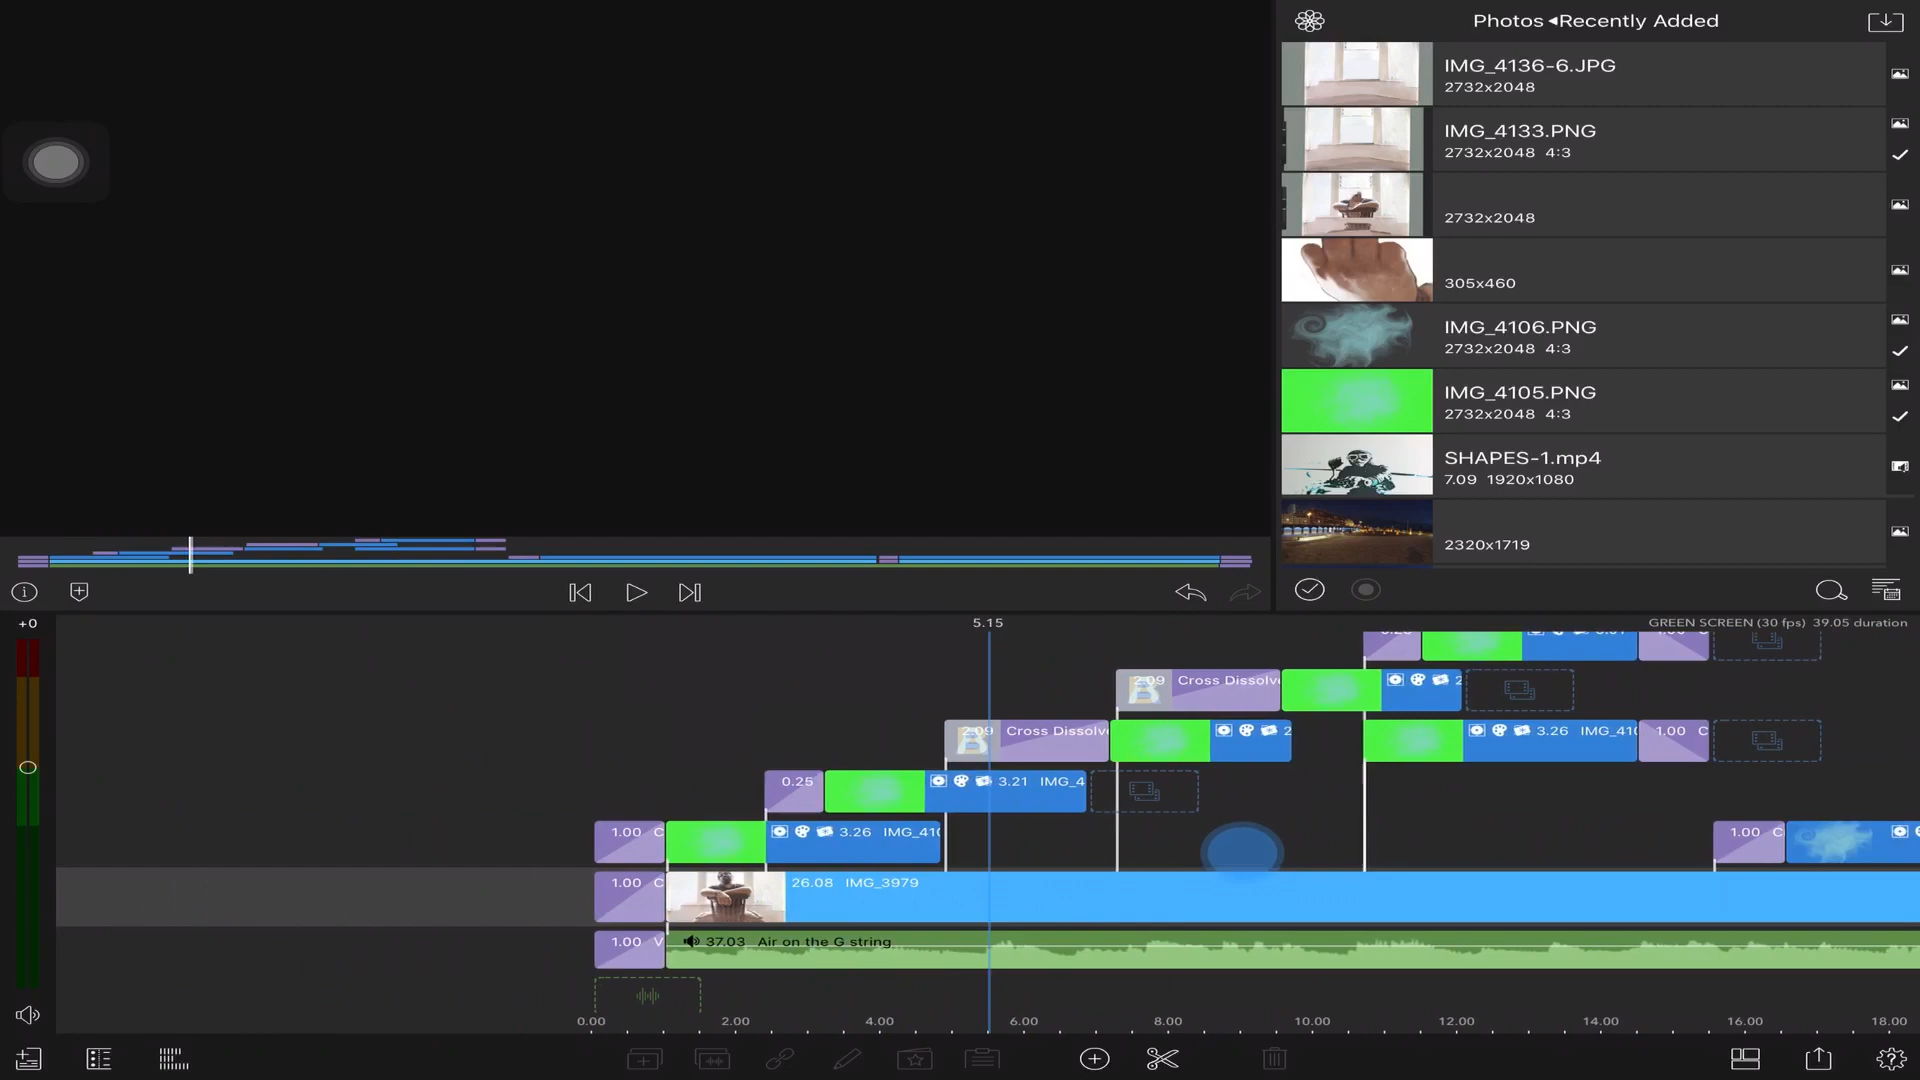 Photos ◂Recently Added
IMG_4136-6.JPG
2732x2048
IMG_4133.PNG
2732x2048 4:3
2732x2048
305x460
IMG_4106.PNG
2732x2048 4:3
IMG_4105.PNG
2732x2048 4:3
SHAPES-1.mp4
7.09 1920x1080
2320x1719
+0
5.15
GREEN SCREEN (30 fps) 39.05 duration
2.09 Cross Dissolv
2
2.09 Cross Dissolv
2
3.26 IMG_41
1.00 C
0.25
3.21 IMG_4
1.00 C
3.26 IMG_41
1.00 C
1.00 C
26.08 IMG_3979
1.00 V
37.03 Air on the G string
0.00 2.00 4.00 6.00 8.00 10.00 12.00 14.00 16.00 18.00